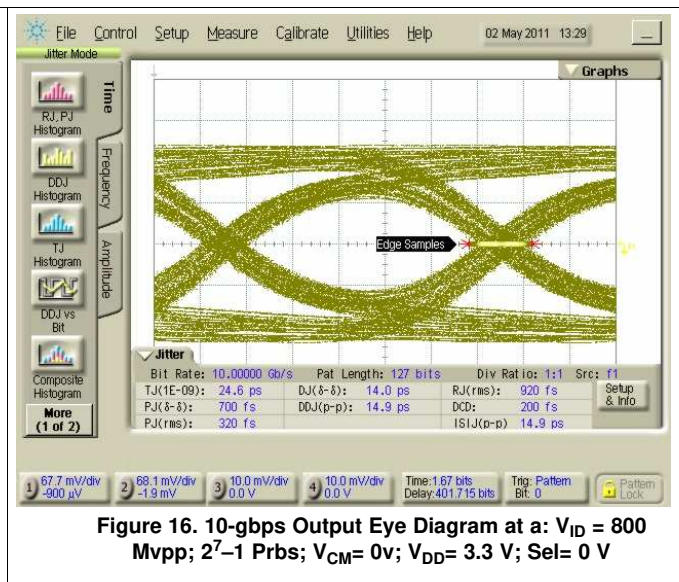 File Control Setup Measure Calibrate Utilities Help 02 May 2011 13:29
Jitter Mode
Graphs
Time
Frequency
Amplitude
RJ, PJ
Histogram
DDJ
Histogram
TJ
Histogram
DDJ vs
Bit
Composite
Histogram
More
(1 of 2)
Edge Samples
Jitter
Bit Rate: 10.00000 Gb/s Pat Length: 127 bits Div Ratio: 1:1 Src: f1
TJ(1E-09): 24.6 ps DJ(δ-δ): 14.0 ps RJ(rms): 920 fs
PJ(δ-δ): 700 fs DDJ(p-p): 14.9 ps DCD: 200 fs
PJ(rms): 320 fs ISIJ(p-p) 14.9 ps
Setup
& Info
1) 67.7 mV/div
-900 µV
2) 68.1 mV/div
-1.9 mV
3) 10.0 mV/div
0.0 V
4) 10.0 mV/div
0.0 V
Time:1.67 bits
Delay:401.715 bits
Trig: Pattern
Bit: 0
Pattern
Lock
Figure 16. 10-gbps Output Eye Diagram at a: VID = 800
Mvpp; 2⁷–1 Prbs; VCM= 0v; VDD= 3.3 V; Sel= 0 V